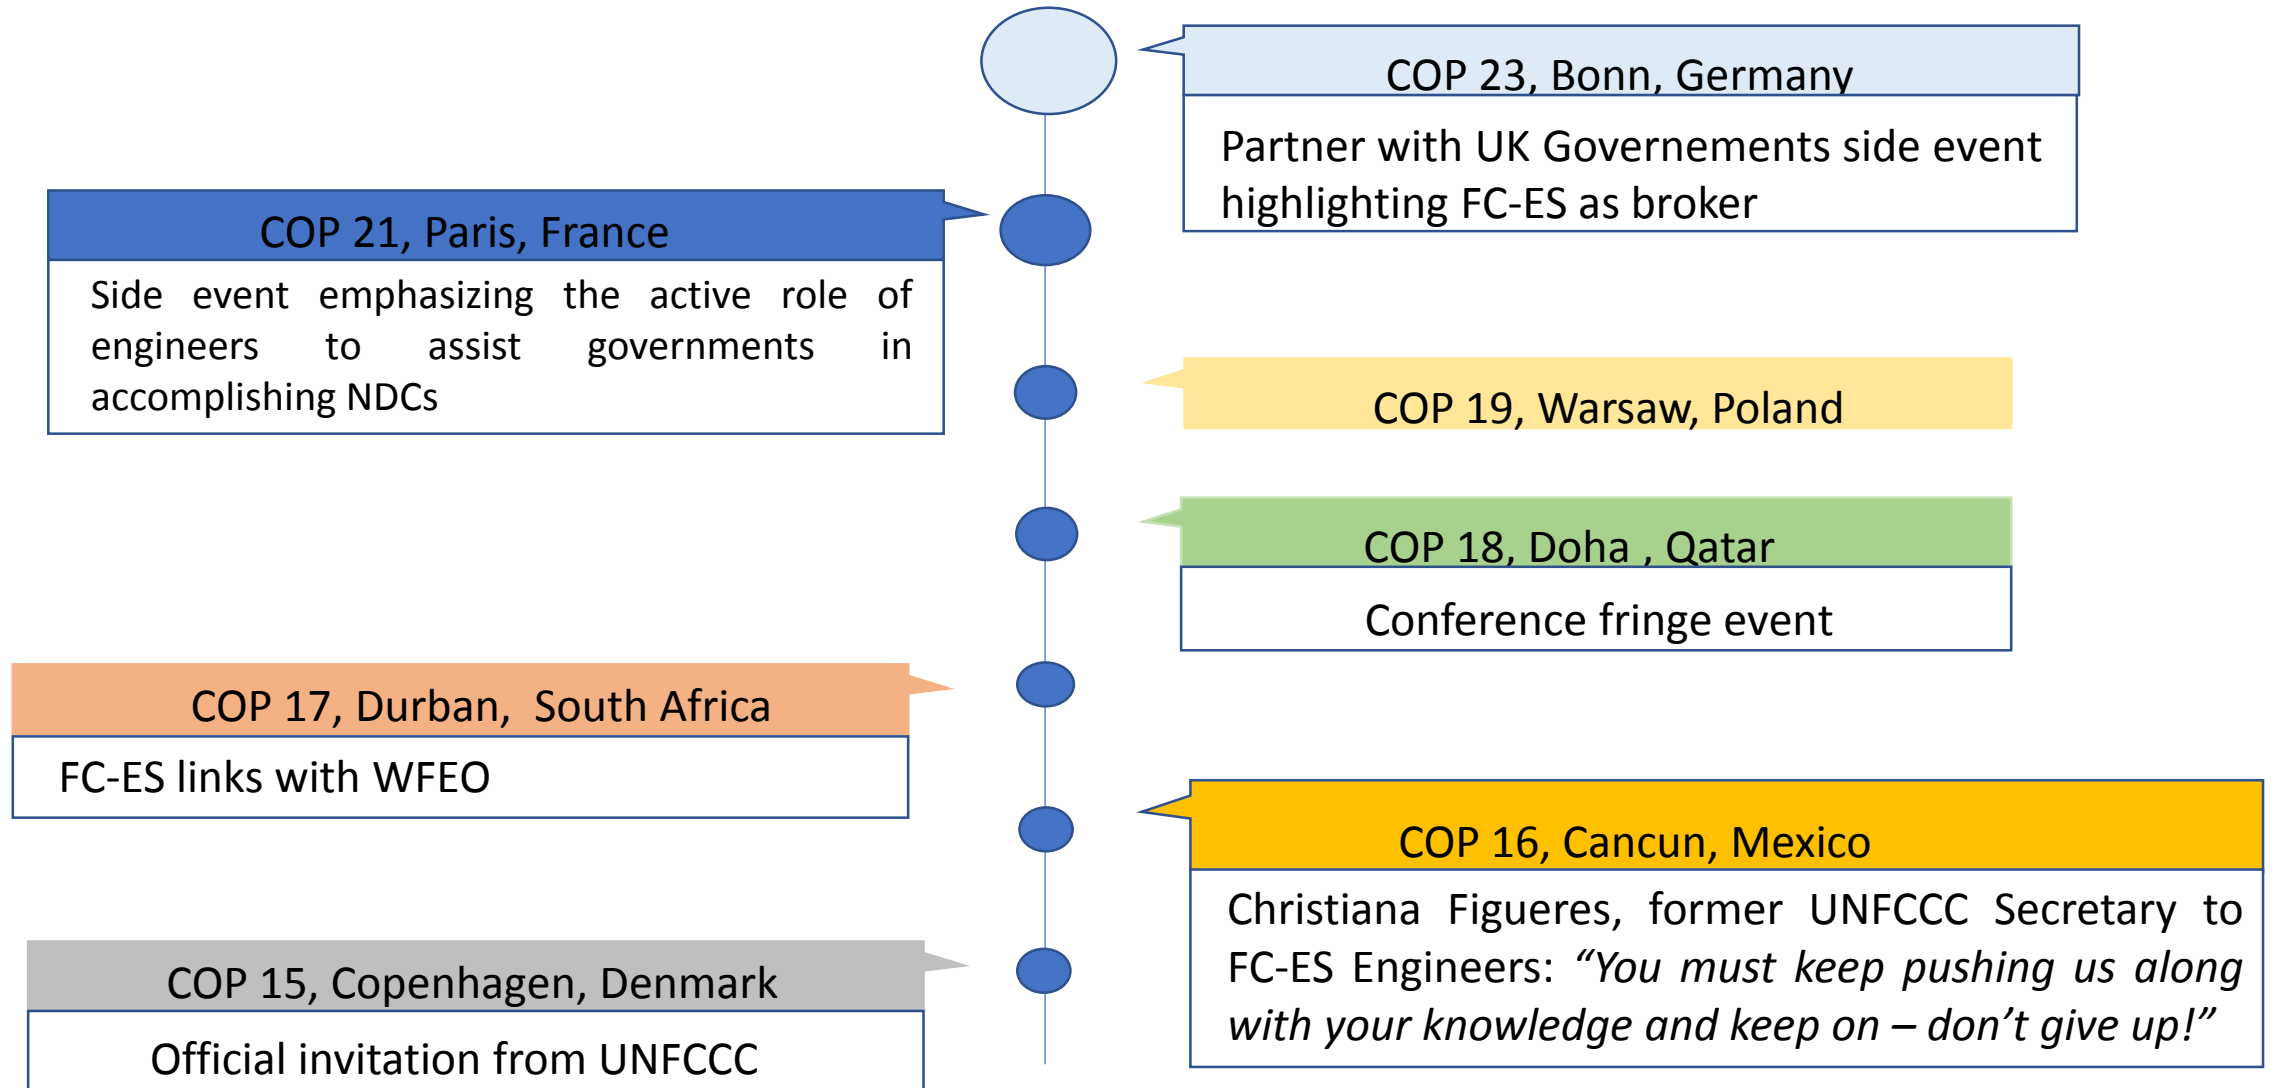 COP 23, Bonn, Germany
Partner with UK Governements side event
highlighting FC-ES as broker
COP 21, Paris, France
Side event emphasizing the active role of
engineers to assist governments in
accomplishing NDCs
COP 19, Warsaw, Poland
COP 18, Doha , Qatar
Conference fringe event
COP 17, Durban, South Africa
FC-ES links with WFEO
COP 16, Cancun, Mexico
Christiana Figueres, former UNFCCC Secretary to
FC-ES Engineers: “You must keep pushing us along
with your knowledge and keep on – don’t give up!”
COP 15, Copenhagen, Denmark
Official invitation from UNFCCC